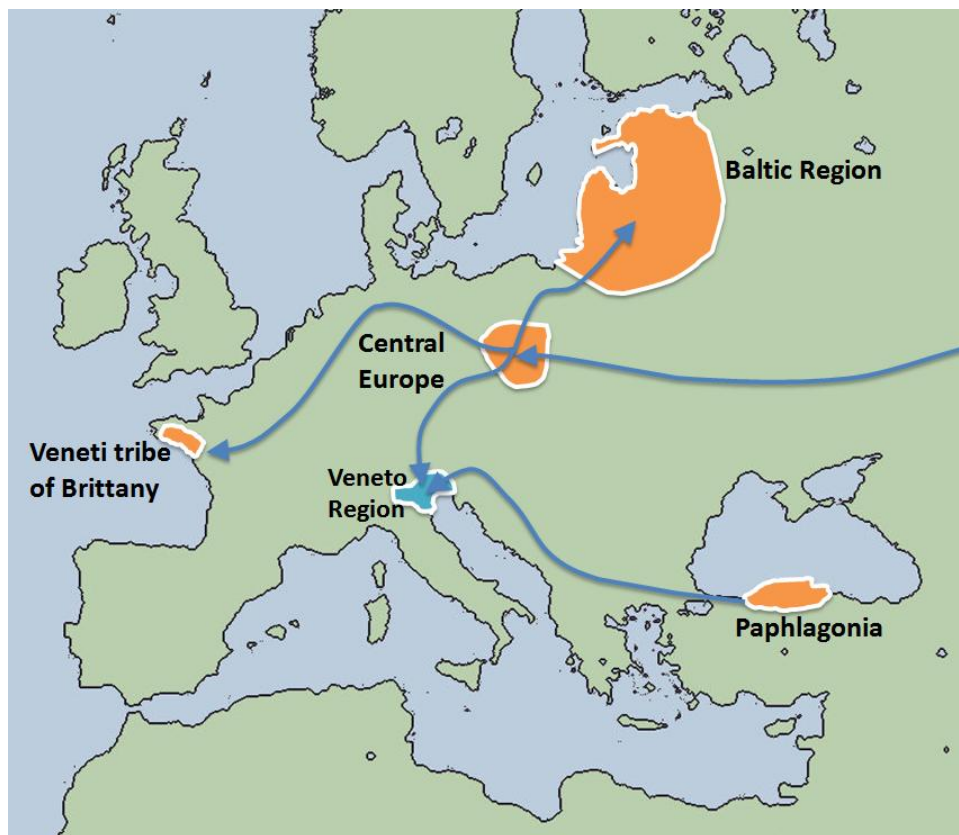 Baltic Region
Central
Europe
Veneti tribe
of Brittany
Veneto
Region
Paphlagonia